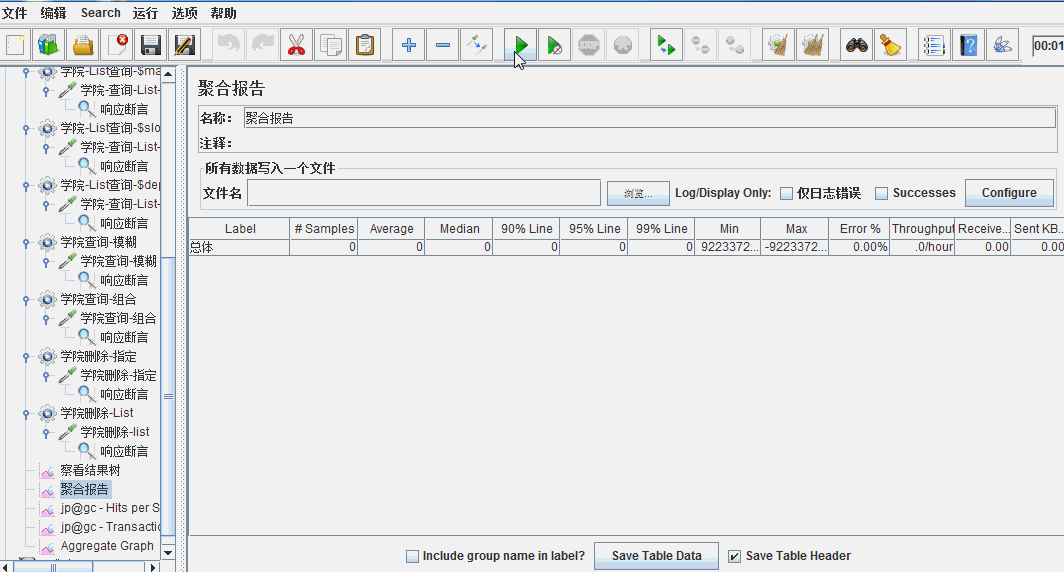 文件 编辑 Search 运行 选项 帮助
00:01
学院-List查询-$ma
学院-查询-List-
响应断言
学院-List查询-$slo
学院-查询-List-
响应断言
学院-List查询-$dep
学院-查询-List-
响应断言
学院查询-模糊
学院查询-模糊
响应断言
学院查询-组合
学院查询-组合
响应断言
学院删除-指定
学院删除-指定
响应断言
学院删除-List
学院删除-list
响应断言
察看结果树
聚合报告
jp@gc - Hits per S
jp@gc - Transactio
Aggregate Graph
聚合报告
名称： 聚合报告
注释：
所有数据写入一个文件
文件名 浏览... Log/Display Only: 仅日志错误 Successes Configure
Label # Samples Average Median 90% Line 95% Line 99% Line Min Max Error % Throughput Receive... Sent KB...
总体 0 0 0 0 0 0 9223372... -9223372... 0.00% .0/hour 0.00 0.00
Include group name in label? Save Table Data Save Table Header